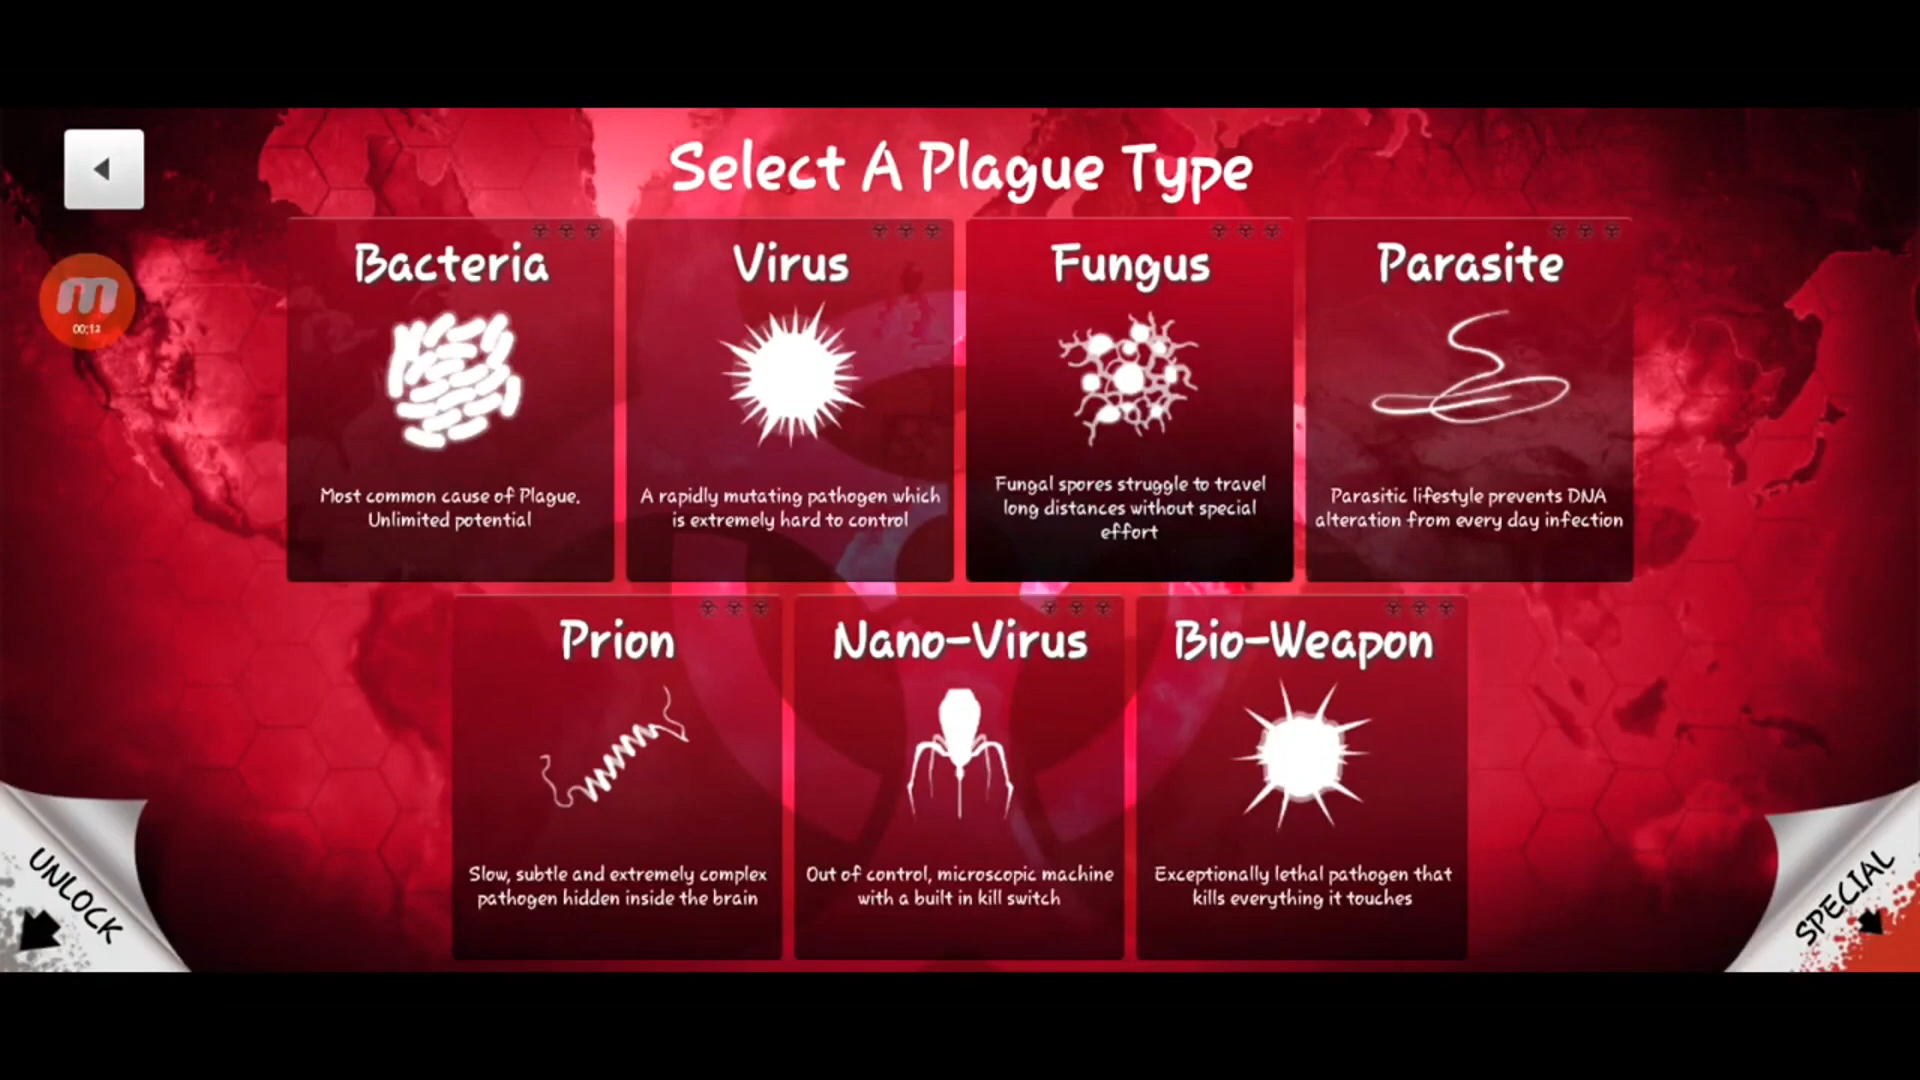 Select A Plague Type
Bacteria
Most common cause of Plague.
Unlimited potential
Virus
A rapidly mutating pathogen which
is extremely hard to control
Fungus
Fungal spores struggle to travel
long distances without special
effort
Parasite
Parasitic lifestyle prevents DNA
alteration from every day infection
Prion
Slow, subtle and extremely complex
pathogen hidden inside the brain
Nano-Virus
Out of control, microscopic machine
with a built in kill switch
Bio-Weapon
Exceptionally lethal pathogen that
kills everything it touches
m
00:12
UNLOCK
SPECIAL